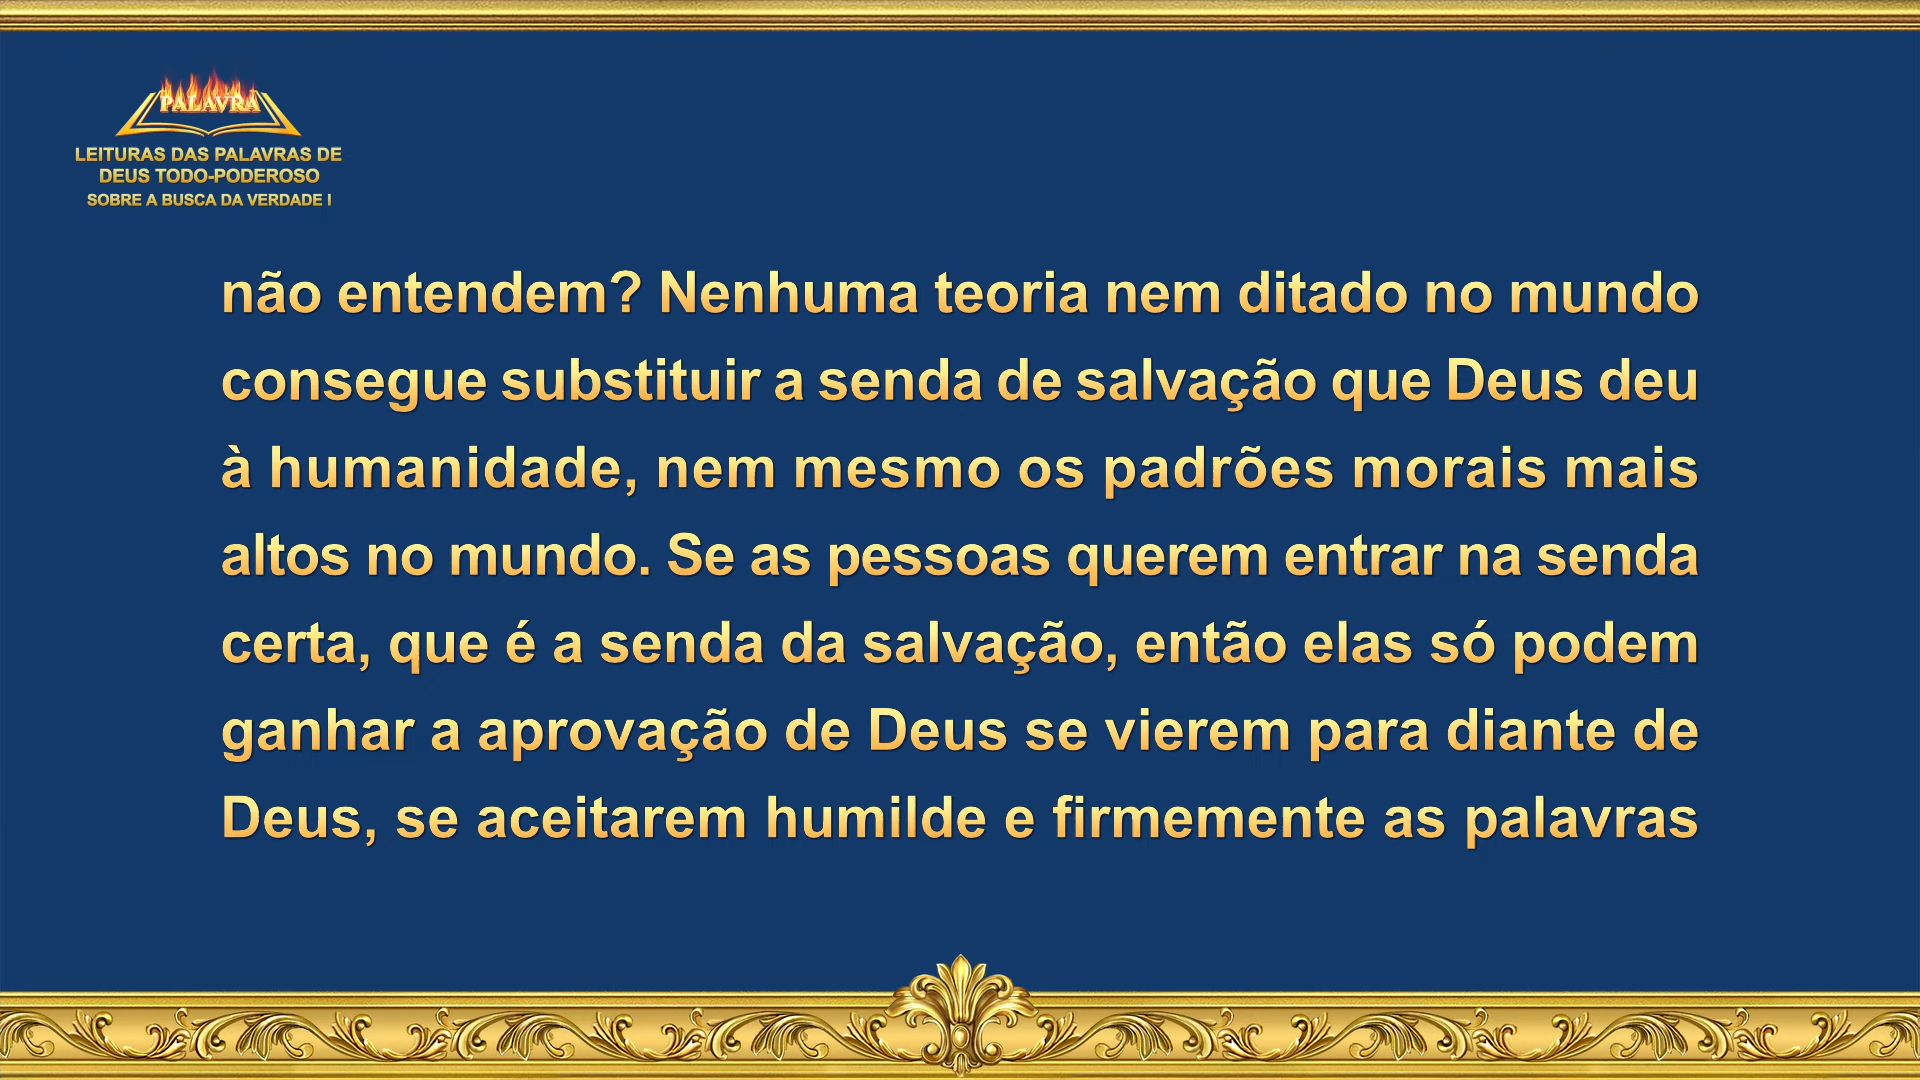 PALAVRA
LEITURAS DAS PALAVRAS DE
DEUS TODO-PODEROSO
SOBRE A BUSCA DA VERDADE I
não entendem? Nenhuma teoria nem ditado no mundo
consegue substituir a senda de salvação que Deus deu
à humanidade, nem mesmo os padrões morais mais
altos no mundo. Se as pessoas querem entrar na senda
certa, que é a senda da salvação, então elas só podem
ganhar a aprovação de Deus se vierem para diante de
Deus, se aceitarem humilde e firmemente as palavras